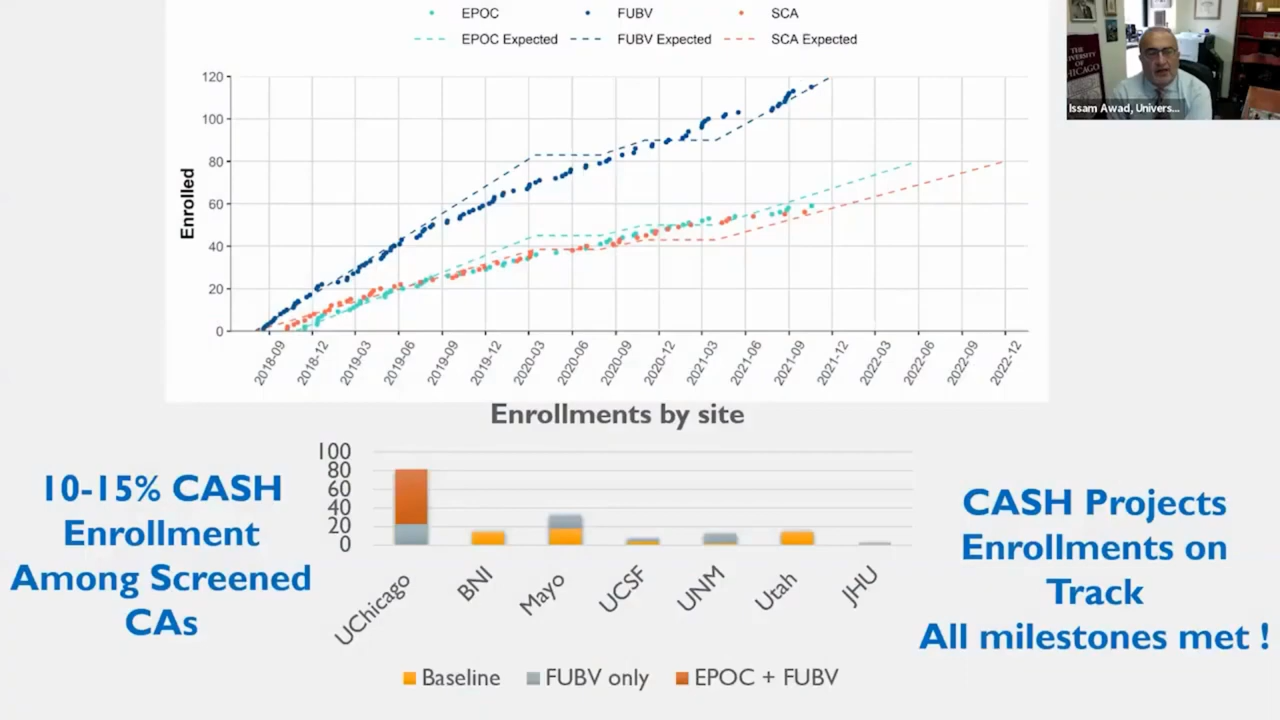 EPOC FUBV SCA
EPOC Expected FUBV Expected SCA Expected
120
100
80
60
40
20
0
Enrolled
2018-09 2018-12 2019-03 2019-06 2019-09 2019-12 2020-03 2020-06 2020-09 2020-12 2021-03 2021-06 2021-09 2021-12 2022-03 2022-06 2022-09 2022-12
THE
UNIVERSITY
OF
CHICAGO
Issam Awad, Univers...
Enrollments by site
100
80
60
40
20
0
UChicago BNI Mayo UCSF UNM Utah JHU
Baseline FUBV only EPOC + FUBV
10-15% CASH
Enrollment
Among Screened
CAs
CASH Projects
Enrollments on
Track
All milestones met !